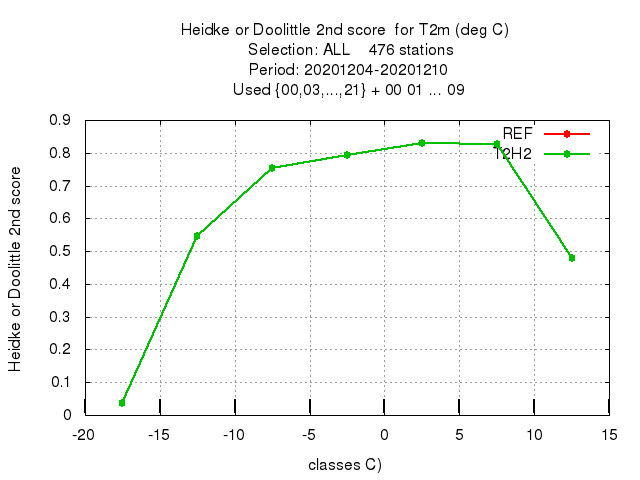 Heidke or Doolittle 2nd score  for T2m (deg C)
Selection: ALL    476 stations
Period: 20201204-20201210
Used {00,03,...,21} + 00 01 ... 09
Heidke or Doolittle 2nd score
0.9
0.8
0.7
0.6
0.5
0.4
0.3
0.2
0.1
0
REF
12H2
-20 -15 -10 -5 0 5 10 15
classes C)